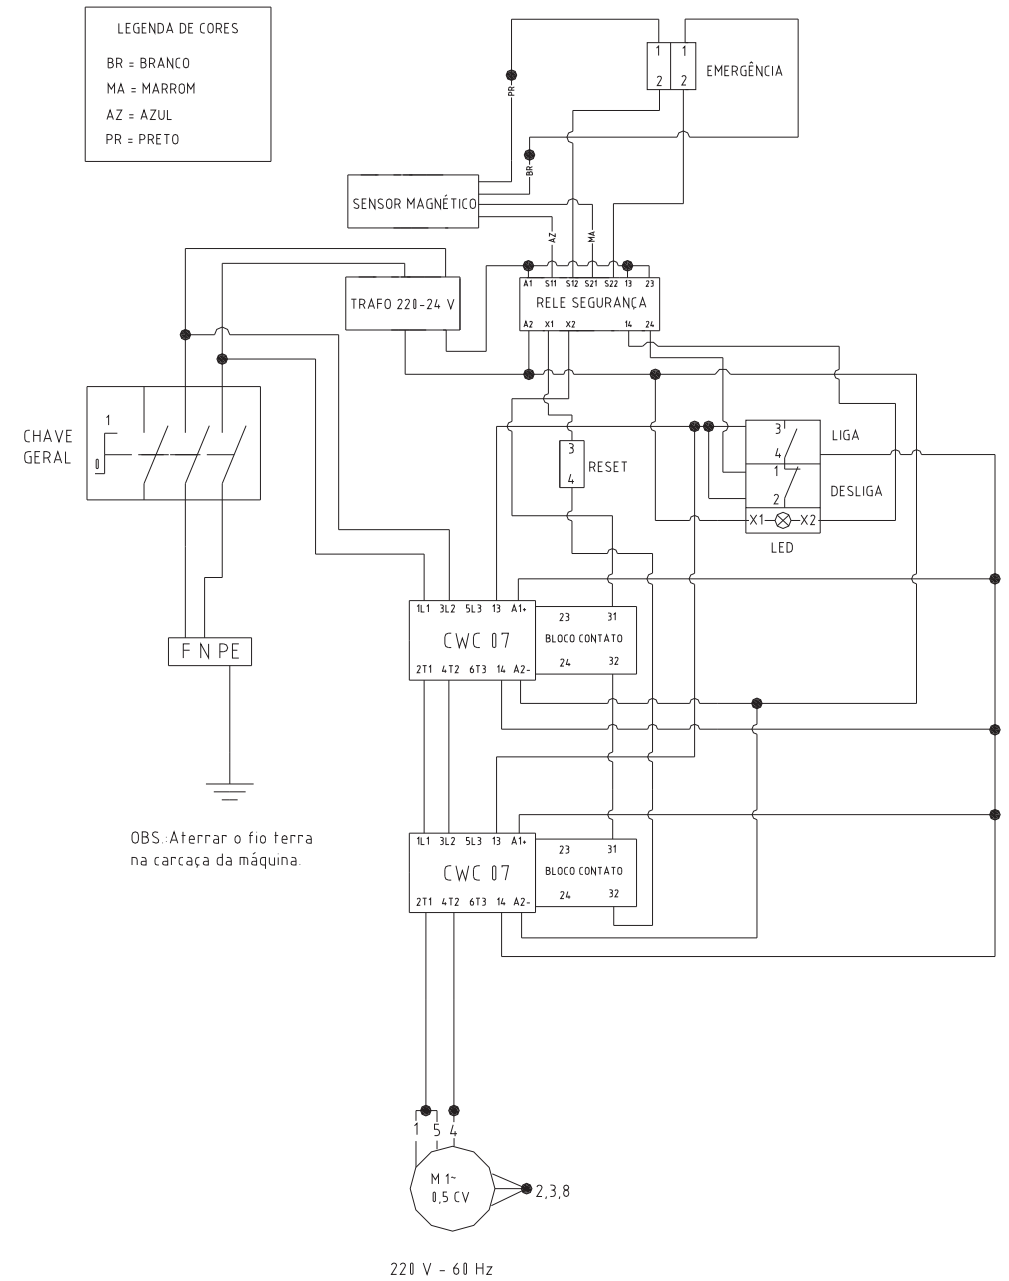 LEGENDA DE CORES
BR = BRANCO
MA = MARROM
AZ = AZUL
PR = PRETO
1 1
2 2
EMERGÊNCIA
PR
BR
SENSOR MAGNÉTICO
AZ
MA
A1 S11 S12 S21 S22 13 23
RELE SEGURANÇA
A2 X1 X2 14 24
TRAFO 220-24 V
CHAVE
GERAL
1
0
3
4
RESET
3
4
LIGA
1
2
DESLIGA
X1 X2
LED
F N PE
1L1 3L2 5L3 13 A1+
CWC 07
2T1 4T2 6T3 14 A2-
23 31
BLOCO CONTATO
24 32
OBS.:Aterrar o fio terra
na carcaça da máquina.
1L1 3L2 5L3 13 A1+
CWC 07
2T1 4T2 6T3 14 A2-
23 31
BLOCO CONTATO
24 32
1 5 4
M 1~
0,5 CV
2,3,8
220 V - 60 Hz